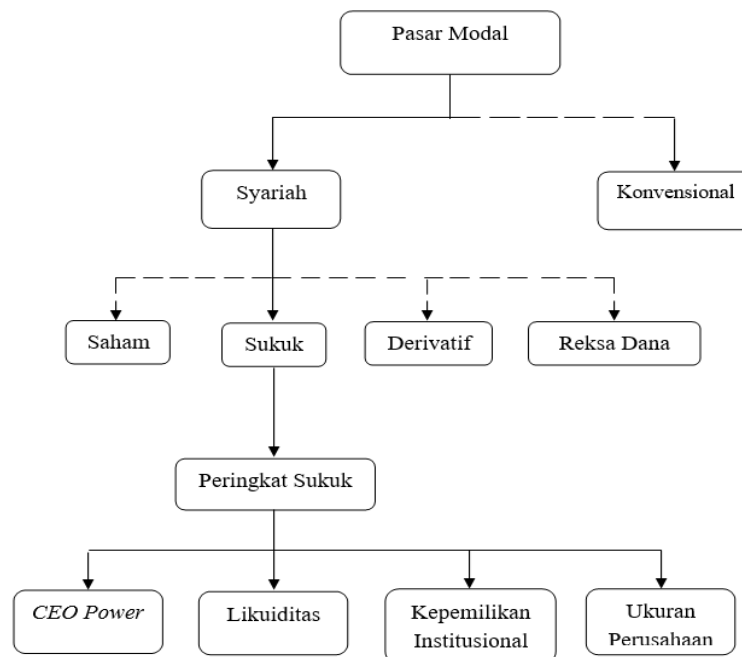 Pasar Modal
Syariah
Konvensional
Saham
Sukuk
Derivatif
Reksa Dana
Peringkat Sukuk
CEO Power
Likuiditas
Kepemilikan
Institusional
Ukuran
Perusahaan